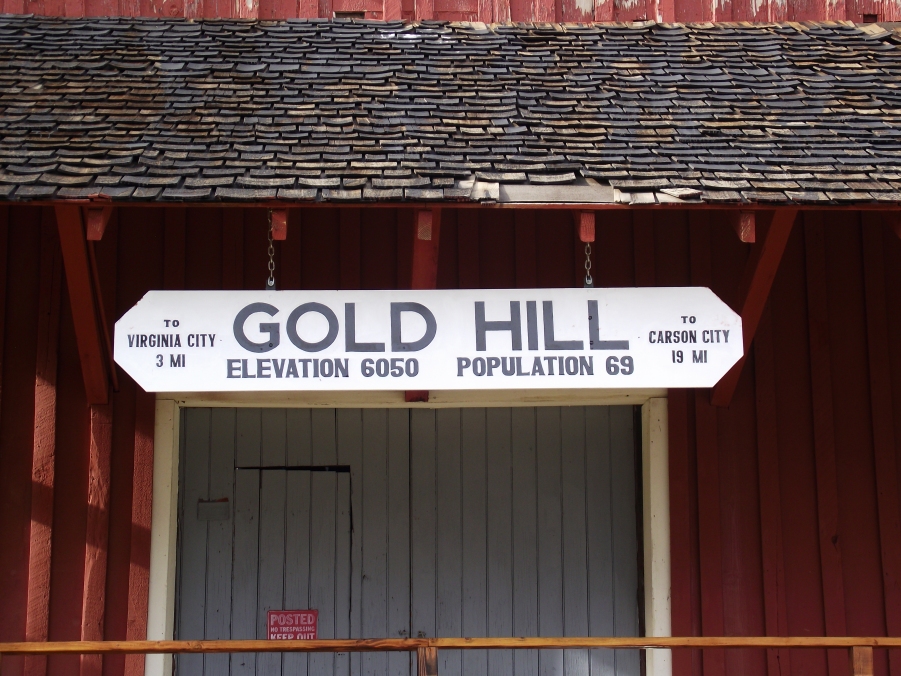 TO
VIRGINIA CITY
3 MI
GOLD HILL
ELEVATION 6050 POPULATION 69
TO
CARSON CITY
19 MI
POSTED
NO TRESPASSING
KEEP OUT